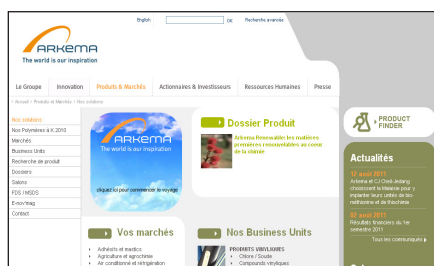 English
OK
Recherche avancée
ARKEMA
The world is our inspiration
Le Groupe
Innovation
Produits & Marchés
Actionnaires & Investisseurs
Ressources Humaines
Presse
Accueil / Produits et Marchés / Nos solutions
Nos solutions
Nos Polymères à K 2010
Marchés
Business Units
Recherche de produit
Dossiers
Salons
FDS / MSDS
E-nov'mag
Contact
ARKEMA
The world is our inspiration
cliquez ici pour commencer le voyage
Dossier Produit
Arkema Renewable: les matières
premières renouvelables au coeur
de la chimie
PRODUCT
FINDER
Actualités
12 août 2011
Arkema et CJ CheilJedang
choisissent la Malaisie pour y
implanter leurs unités de bio-
méthionine et de thiochimie
02 août 2011
Résultats financiers du 1er
semestre 2011
Tous les communiqués
Vos marchés
Adhésifs et mastics
Agriculture et agrochimie
Air conditionné et réfrigération
Nos Business Units
PRODUITS VINYLIQUES
Chlore / Soude
Compounds vinyliques